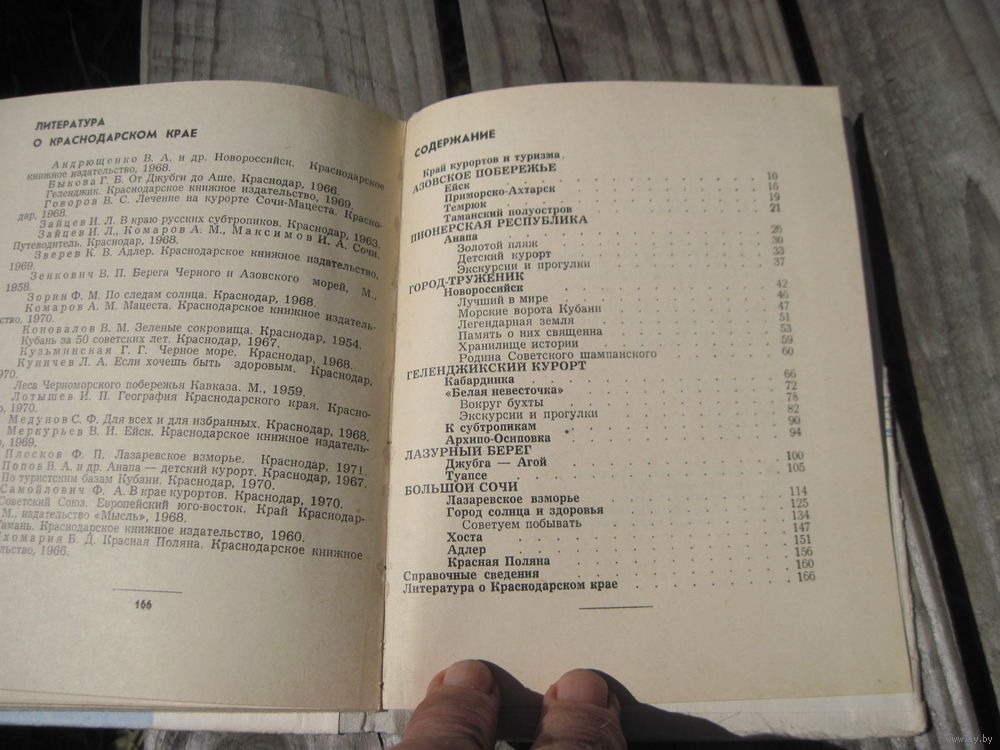 ЛИТЕРАТУРА
О КРАСНОДАРСКОМ КРАЕ
Андрющенко В. А. и др. Новороссийск. Краснодарское
книжное издательство, 1968.
Быкова Г. Б. От Джубги до Аше. Краснодар, 1966.
Геленджик. Краснодарское книжное издательство, 1969.
Говоров В. С. Лечение на курорте Сочи-Мацеста. Красно-
дар, 1968.
Зайцев И. Л. В краю русских субтропиков. Краснодар, 1963.
Зайцев И. Л., Комаров А. М., Максимов И. А. Сочи.
Путеводитель. Краснодар, 1968.
Зверев К. В. Адлер. Краснодарское книжное издательство,
1969.
Зенкович В. П. Берега Черного и Азовского морей, М.,
1958.
Зорин Ф. М. По следам солнца. Краснодар, 1968.
Комаров А. М. Мацеста. Краснодарское книжное издатель-
ство, 1970.
Коновалов В. М. Зеленые сокровища. Краснодар, 1954.
Кубань за 50 советских лет. Краснодар, 1967.
Кузьминская Г. Г. Черное море. Краснодар, 1968.
Куничев Л. А. Если хочешь быть здоровым. Краснодар,
970.
Леса Черноморского побережья Кавказа. М., 1959.
Лотышев И. П. География Краснодарского края. Красно-
, 1970.
Медунов С. Ф. Для всех и для избранных. Краснодар, 1968.
Меркурьев В. И. Ейск. Краснодарское книжное издатель-
, 1969.
Плосков Ф. П. Лазаревское взморье. Краснодар, 1971.
Попов В. А. и др. Анапа — детский курорт. Краснодар, 1967.
По туристским базам Кубани. Краснодар, 1970.
Самойлович Ф. А. В крае курортов. Краснодар, 1970.
Советский Союз. Европейский юго-восток. Край Краснодар-
М., издательство «Мысль», 1968.
Тамань. Краснодарское книжное издательство, 1960.
хомария Б. Д. Красная Поляна. Краснодарское книжное
льство, 1966.
166
СОДЕРЖАНИЕ
Край курортов и туризма
АЗОВСКОЕ ПОБЕРЕЖЬЕ
Ейск 10
Приморско-Ахтарск 16
Темрюк 19
Таманский полуостров 21
ПИОНЕРСКАЯ РЕСПУБЛИКА
Анапа 26
Золотой пляж 30
Детский курорт 33
Экскурсии и прогулки 37
ГОРОД-ТРУЖЕНИК
Новороссийск 42
Лучший в мире 46
Морские ворота Кубани 47
Легендарная земля 51
Память о них священна 53
Хранилище истории 59
Родина Советского шампанского 60
ГЕЛЕНДЖИКСКИЙ КУРОРТ
Кабардинка 66
«Белая невесточка» 72
Вокруг бухты 78
Экскурсии и прогулки 82
К субтропикам 90
Архипо-Осиповка 94
ЛАЗУРНЫЙ БЕРЕГ
Джубга — Агой 100
Туапсе 105
БОЛЬШОЙ СОЧИ
Лазаревское взморье 114
Город солнца и здоровья 125
Советуем побывать 134
Хоста 147
Адлер 151
Красная Поляна 156
Справочные сведения 160
Литература о Краснодарском крае 166
www.ay.by